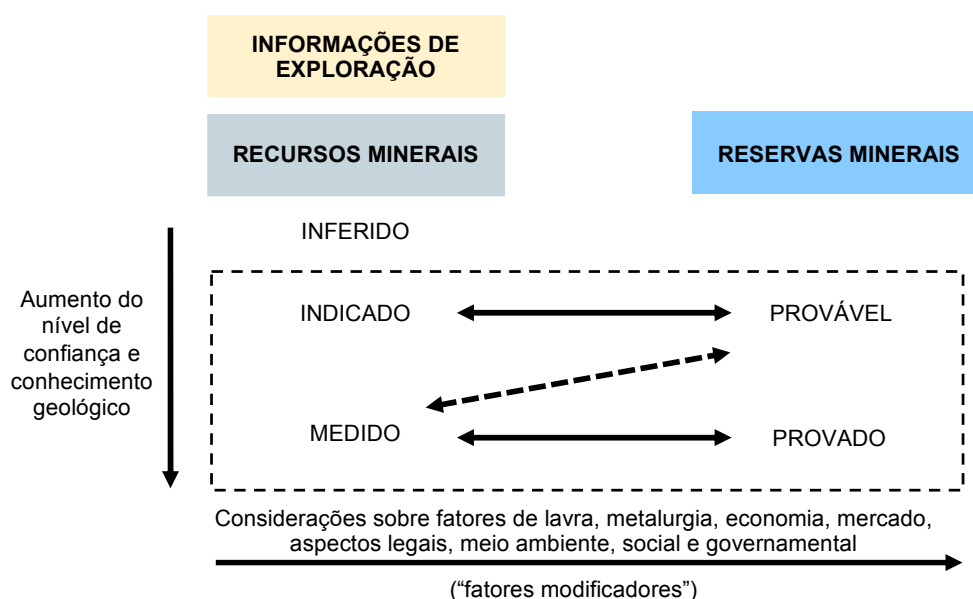 INFORMAÇÕES DE
EXPLORAÇÃO
RECURSOS MINERAIS
RESERVAS MINERAIS
INFERIDO
Aumento do
nível de
confiança e
conhecimento
geológico
INDICADO
PROVÁVEL
MEDIDO
PROVADO
Considerações sobre fatores de lavra, metalurgia, economia, mercado,
aspectos legais, meio ambiente, social e governamental
(“fatores modificadores”)